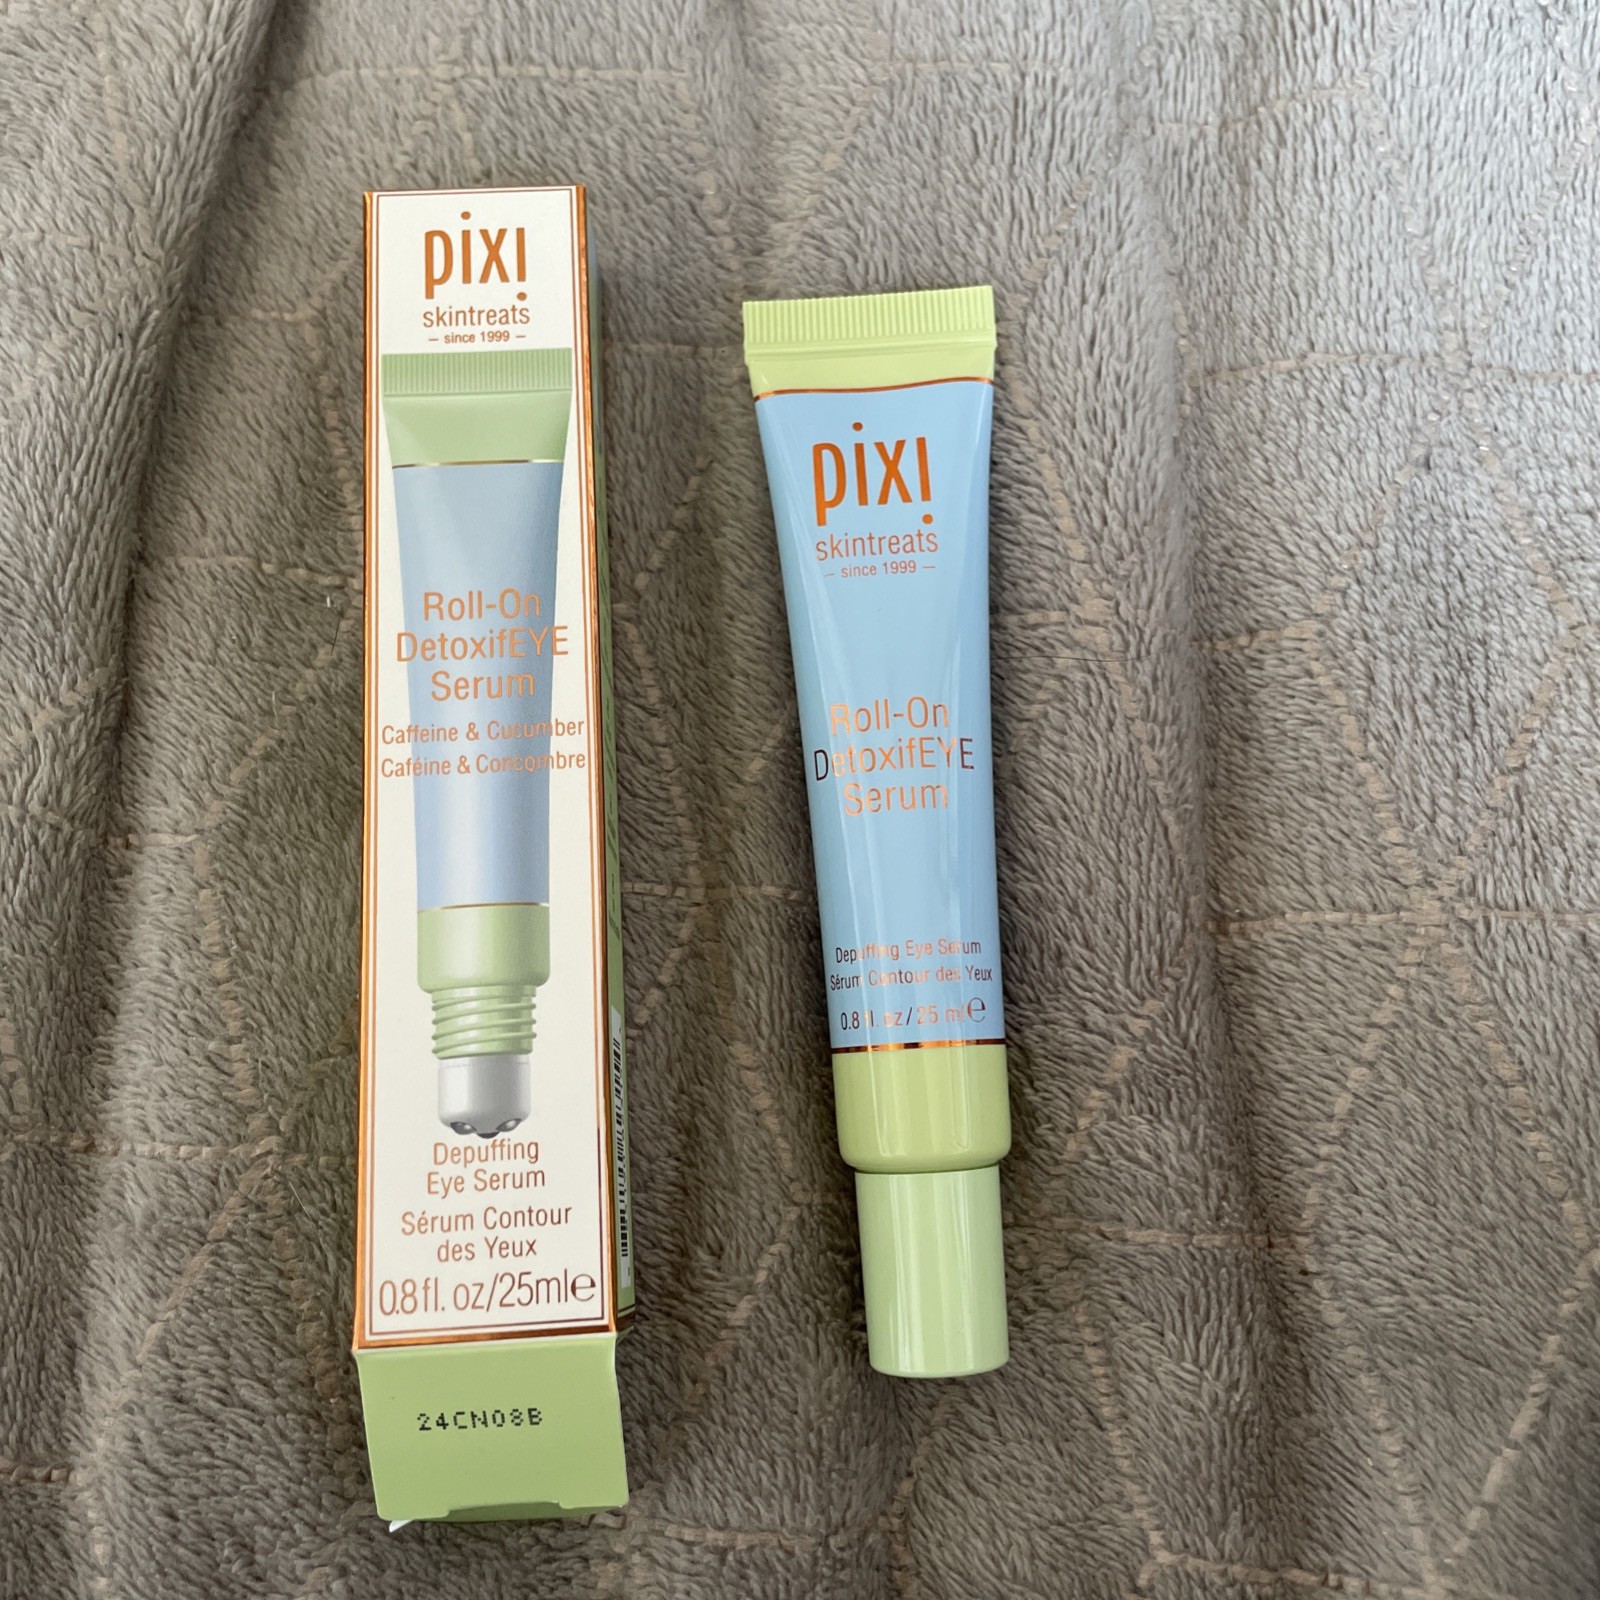 pixi
skintreats
– since 1999 –
Roll-On
DetoxifEYE
Serum
Caffeine & Cucumber
Caféine & Concombre
Depuffing
Eye Serum
Sérum Contour
des Yeux
0.8 fl. oz/25ml℮
24CN08B
pixi
skintreats
– since 1999 –
Roll-On
DetoxifEYE
Serum
Depuffing Eye Serum
Sérum Contour des Yeux
0.8 fl. oz / 25 ml℮